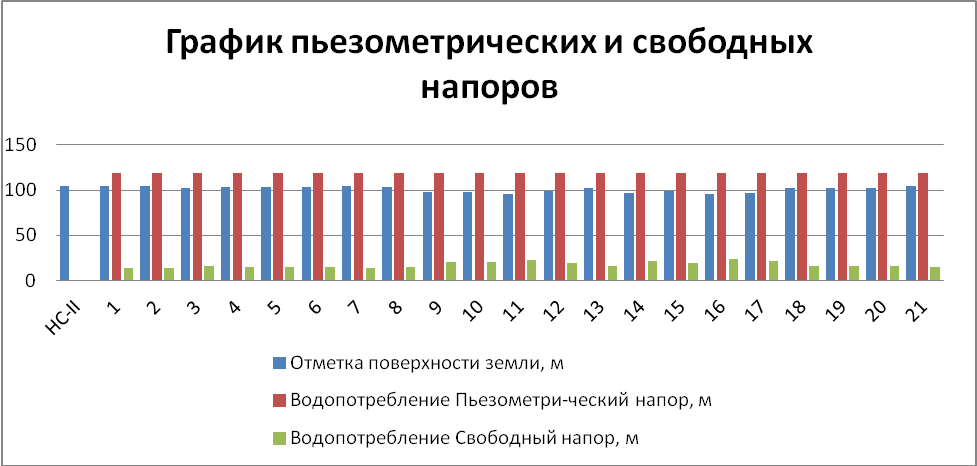 График пьезометрических и свободных
напоров
150
100
50
0
НС-II 1 2 3 4 5 6 7 8 9 10 11 12 13 14 15 16 17 18 19 20 21
Отметка поверхности земли, м
Водопотребление Пьезометри-ческий напор, м
Водопотребление Свободный напор, м